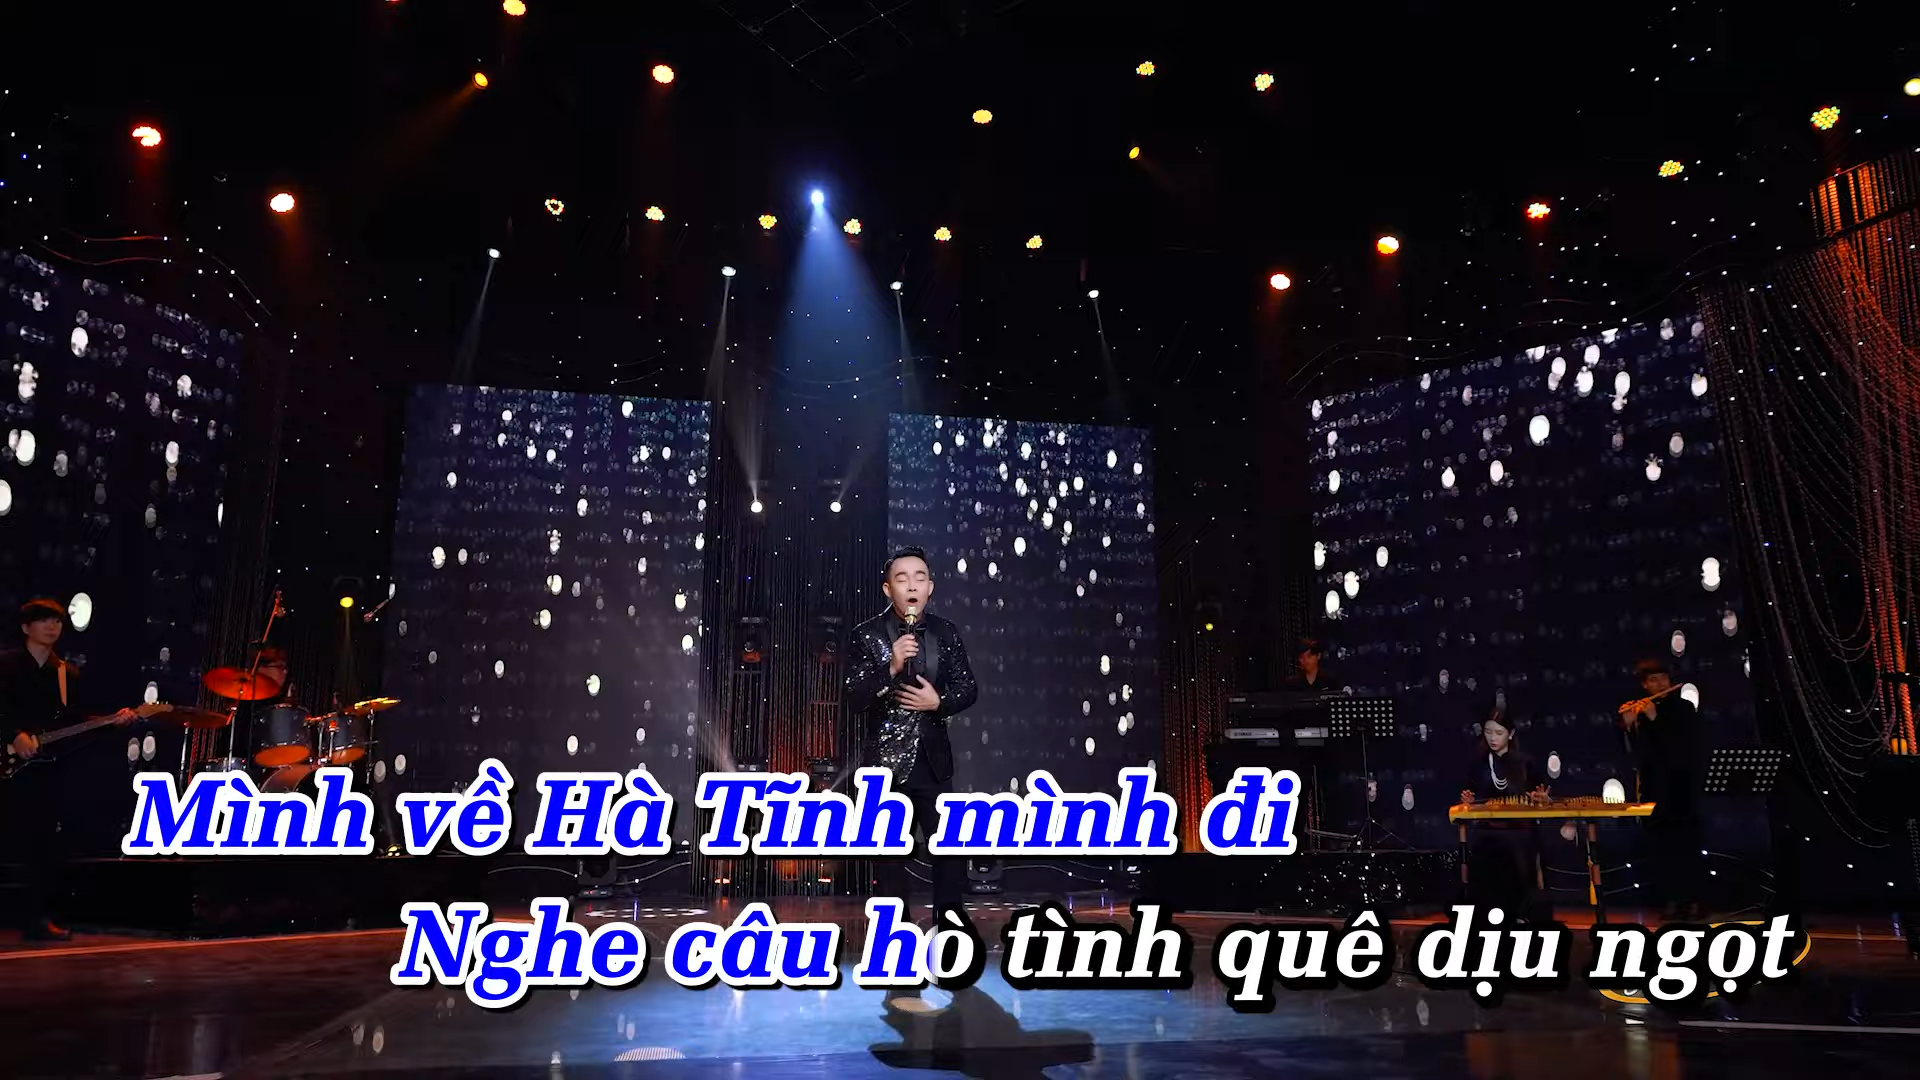 Mình về Hà Tĩnh mình đi
Nghe câu hò tình quê dịu ngọt